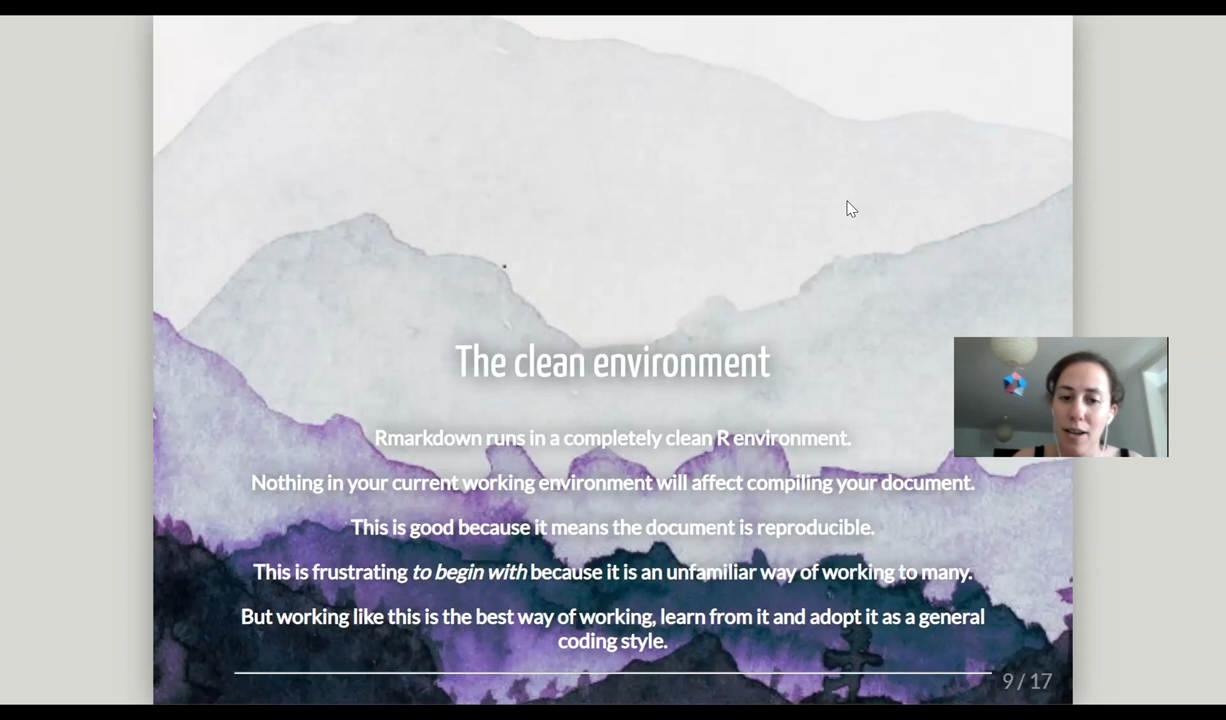 The clean environment
Rmarkdown runs in a completely clean R environment.
Nothing in your current working environment will affect compiling your document.
This is good because it means the document is reproducible.
This is frustrating to begin with because it is an unfamiliar way of working to many.
But working like this is the best way of working, learn from it and adopt it as a general
coding style.
9 / 17